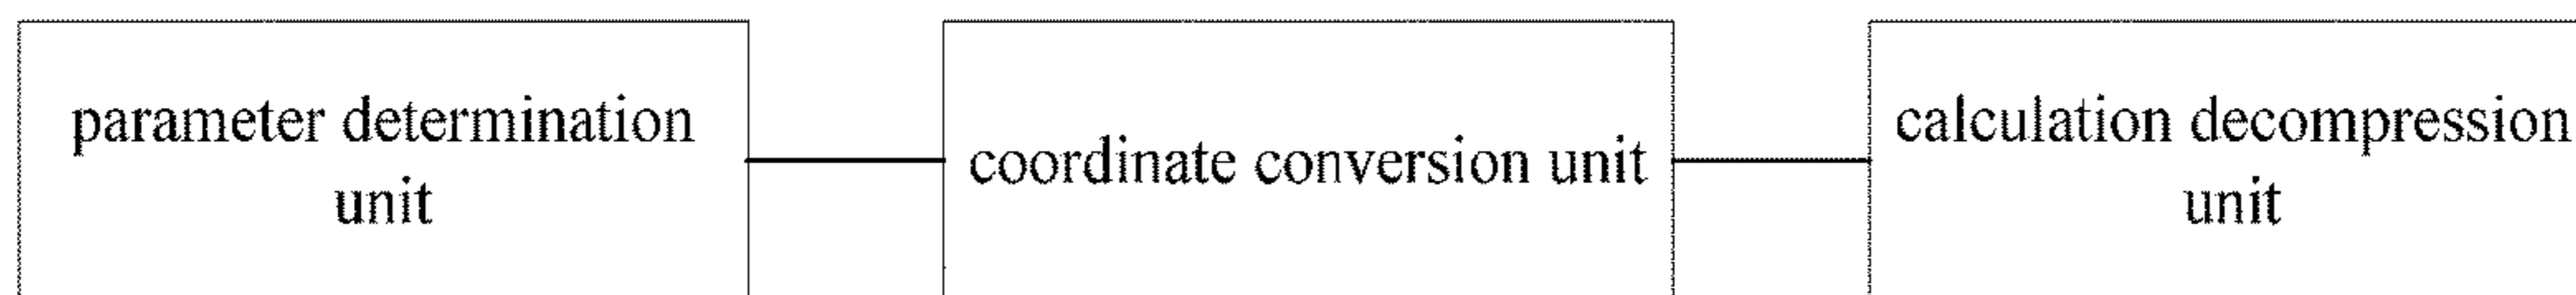 parameter determination
unit
coordinate conversion unit
calculation decompression
unit